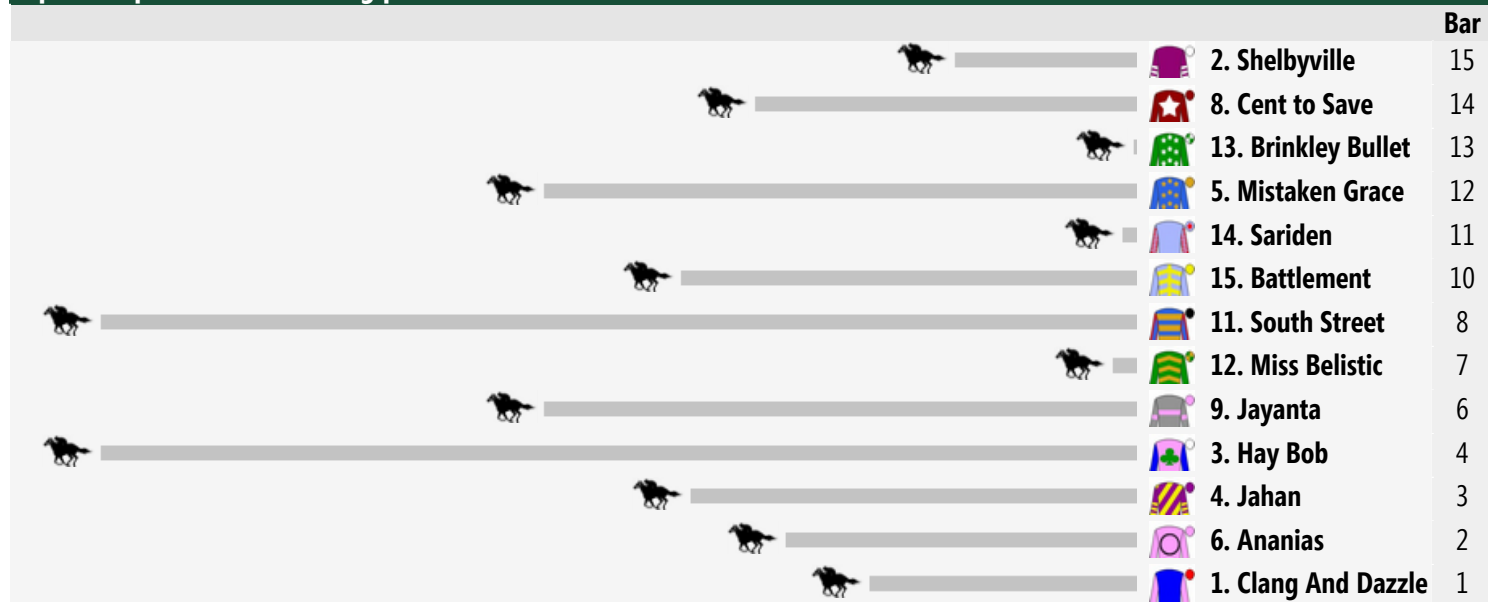 Bar
2. Shelbyville 15
8. Cent to Save 14
13. Brinkley Bullet 13
5. Mistaken Grace 12
14. Sariden 11
15. Battlement 10
11. South Street 8
12. Miss Belistic 7
9. Jayanta 6
3. Hay Bob 4
4. Jahan 3
6. Ananias 2
1. Clang And Dazzle 1